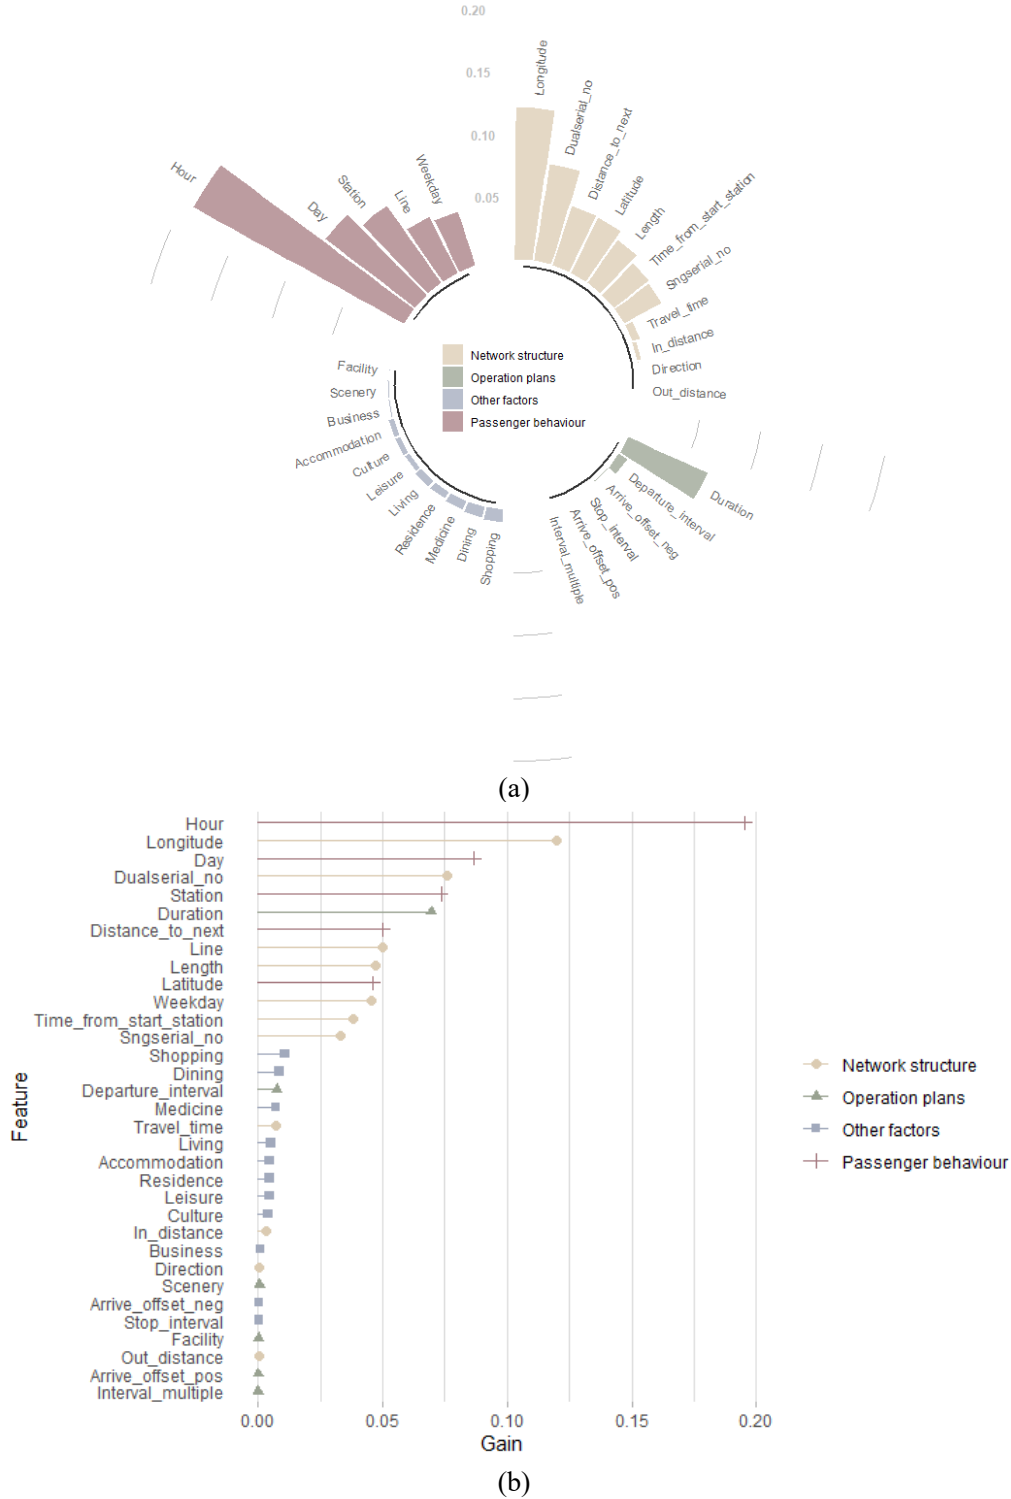 0.20
0.15
0.10
0.05
Longitude
Dualserial_no
Distance_to_next
Latitude
Length
Time_from_start_station
Sngserial_no
Travel_time
In_distance
Direction
Out_distance
Hour
Day
Station
Line
Weekday
Network structure
Operation plans
Other factors
Passenger behaviour
Facility
Scenery
Business
Accommodation
Culture
Leisure
Living
Residence
Medicine
Dining
Shopping
Duration
Departure_interval
Arrive_offset_neg
Stop_interval
Arrive_offset_pos
Interval_multiple
(a)
Hour
Longitude
Day
Dualserial_no
Station
Duration
Distance_to_next
Line
Length
Latitude
Weekday
Time_from_start_station
Sngserial_no
Shopping
Dining
Departure_interval
Medicine
Travel_time
Living
Accommodation
Residence
Leisure
Culture
In_distance
Business
Direction
Scenery
Arrive_offset_neg
Stop_interval
Facility
Out_distance
Arrive_offset_pos
Interval_multiple
Feature
0.00 0.05 0.10 0.15 0.20
Gain
Network structure
Operation plans
Other factors
Passenger behaviour
(b)